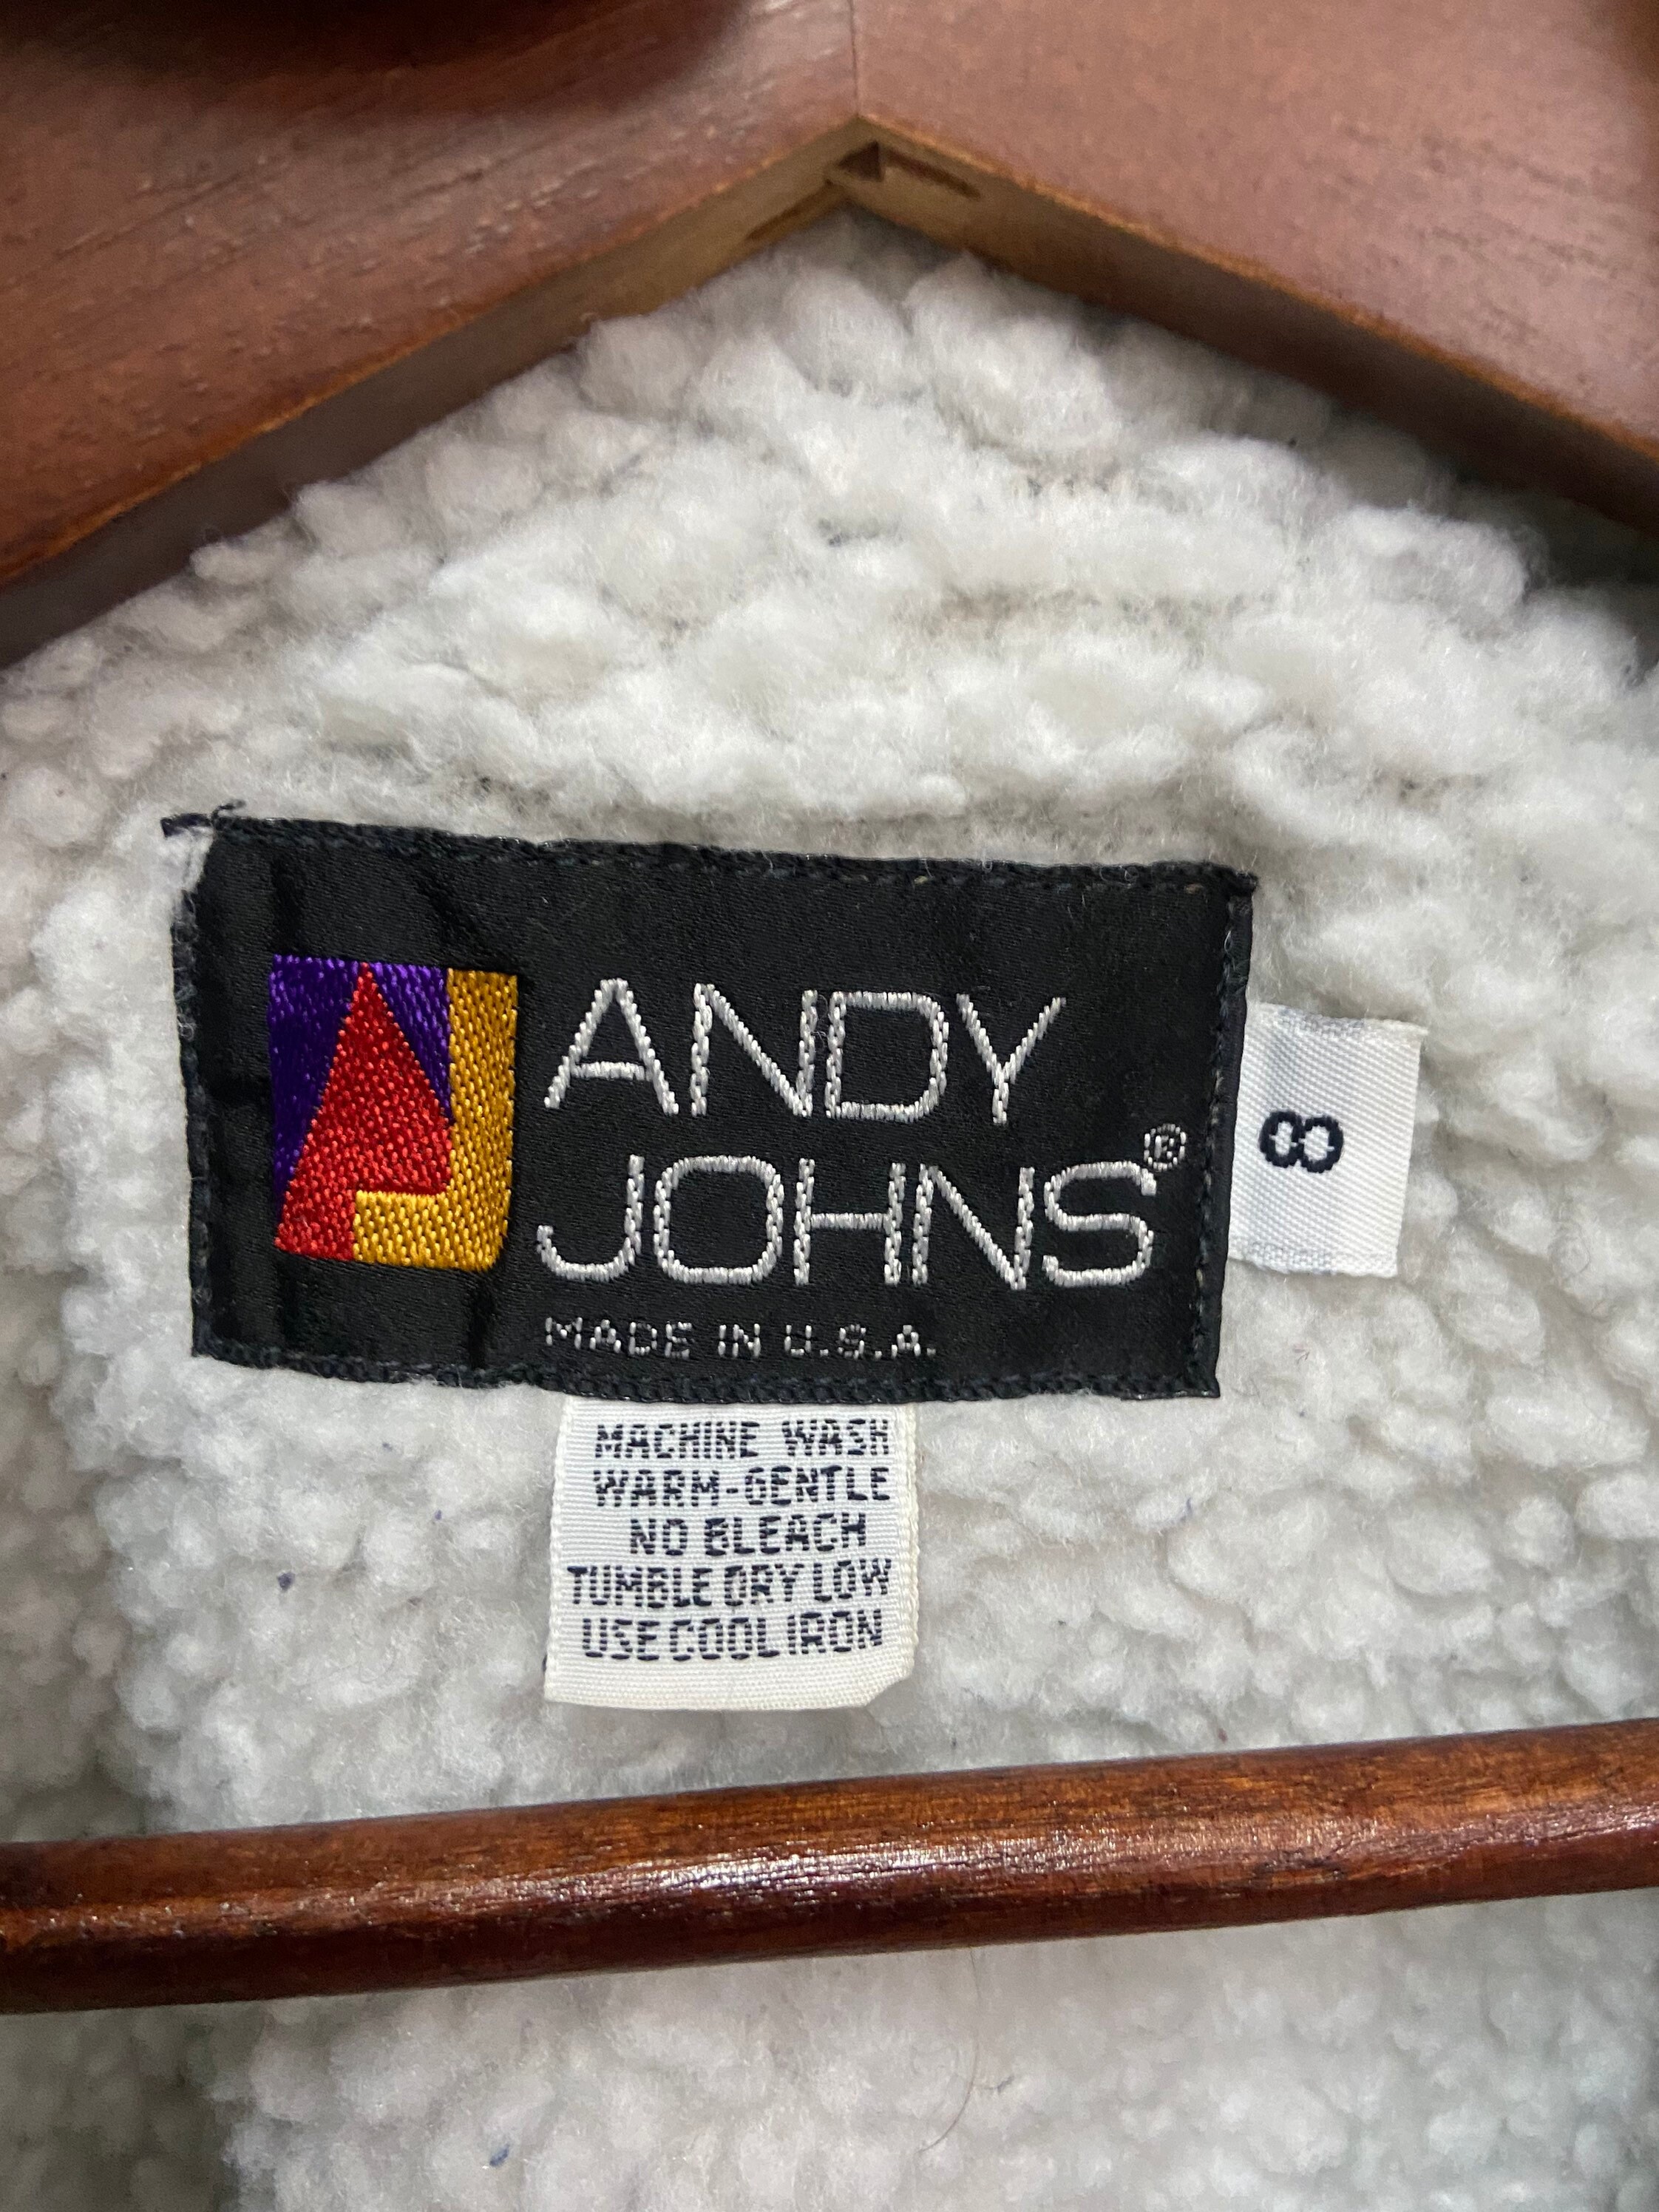 ANDY
JOHNS®
MADE IN U.S.A.
8
MACHINE WASH
WARM-GENTLE
NO BLEACH
TUMBLE DRY LOW
USE COOL IRON